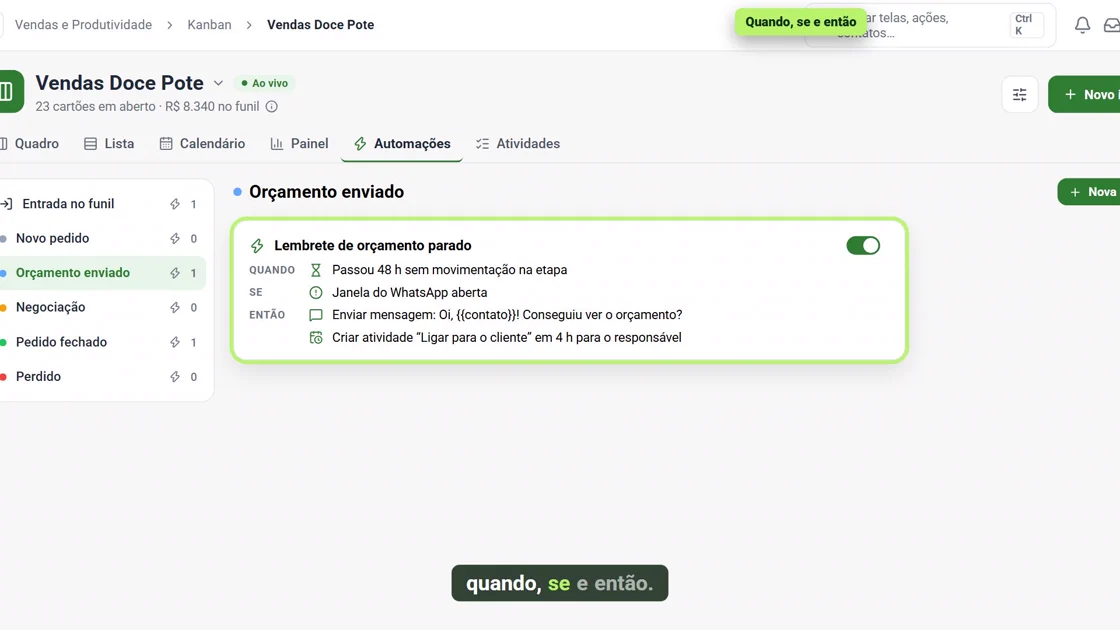 Vendas e Produtividade > Kanban > Vendas Doce Pote
Quando, se e então
ar telas, ações,
contatos...
Ctrl
K
Vendas Doce Pote
Ao vivo
23 cartões em aberto · R$ 8.340 no funil
Novo
Quadro
Lista
Calendário
Painel
Automações
Atividades
Entrada no funil 1
Novo pedido 0
Orçamento enviado 1
Negociação 0
Pedido fechado 1
Perdido 0
Orçamento enviado
+ Nova
Lembrete de orçamento parado
QUANDO Passou 48 h sem movimentação na etapa
SE Janela do WhatsApp aberta
ENTÃO Enviar mensagem: Oi, {{contato}}! Conseguiu ver o orçamento?
Criar atividade “Ligar para o cliente” em 4 h para o responsável
quando, se e então.